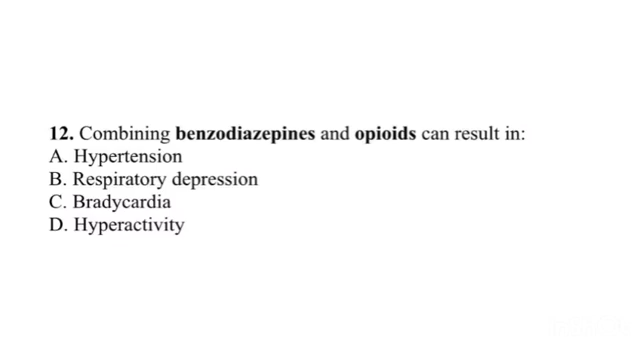 12. Combining benzodiazepines and opioids can result in:
A. Hypertension
B. Respiratory depression
C. Bradycardia
D. Hyperactivity